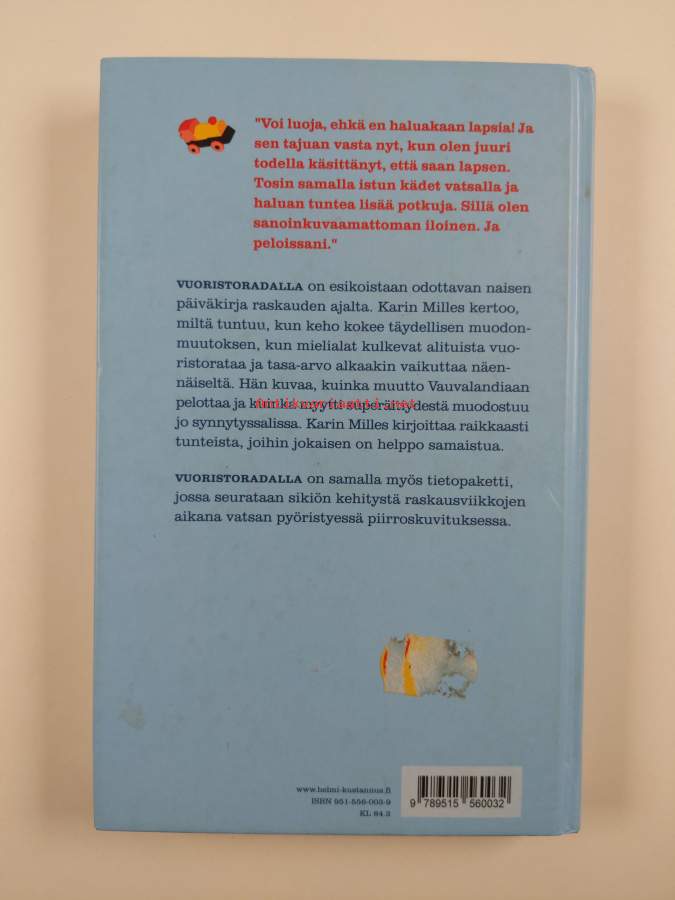 "Voi luoja, ehkä en haluakaan lapsia! Ja
sen tajuan vasta nyt, kun olen juuri
todella käsittänyt, että saan lapsen.
Tosin samalla istun kädet vatsalla ja
haluan tuntea lisää potkuja. Sillä olen
sanoinkuvaamattoman iloinen. Ja
peloissani."
VUORISTORADALLA on esikoistaan odottavan naisen
päiväkirja raskauden ajalta. Karin Milles kertoo,
miltä tuntuu, kun keho kokee täydellisen muodon-
muutoksen, kun mielialat kulkevat alituista vuo-
ristorataa ja tasa-arvo alkaakin vaikuttaa näen-
näiseltä. Hän kuvaa, kuinka muutto Vauvalandiaan
pelottaa ja kuinka myytti superäitiydestä muodostuu
jo synnytyssalissa. Karin Milles kirjoittaa raikkaasti
tunteista, joihin jokaisen on helppo samaistua.
VUORISTORADALLA on samalla myös tietopaketti,
jossa seurataan sikiön kehitystä raskausviikkojen
aikana vatsan pyöristyessä piirroskuvituksessa.
www.helmi-kustannus.fi
ISBN 951-556-003-9
KL 84.2
9 789515 560032